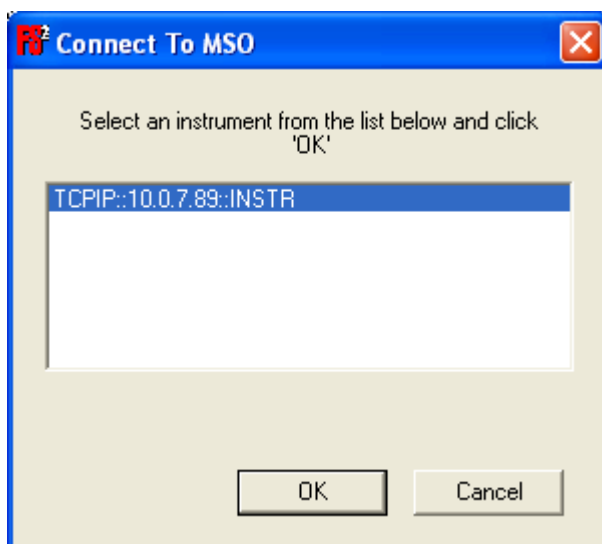 FS² Connect To MSO
Select an instrument from the list below and click
'OK'
TCPIP::10.0.7.89::INSTR
OK Cancel